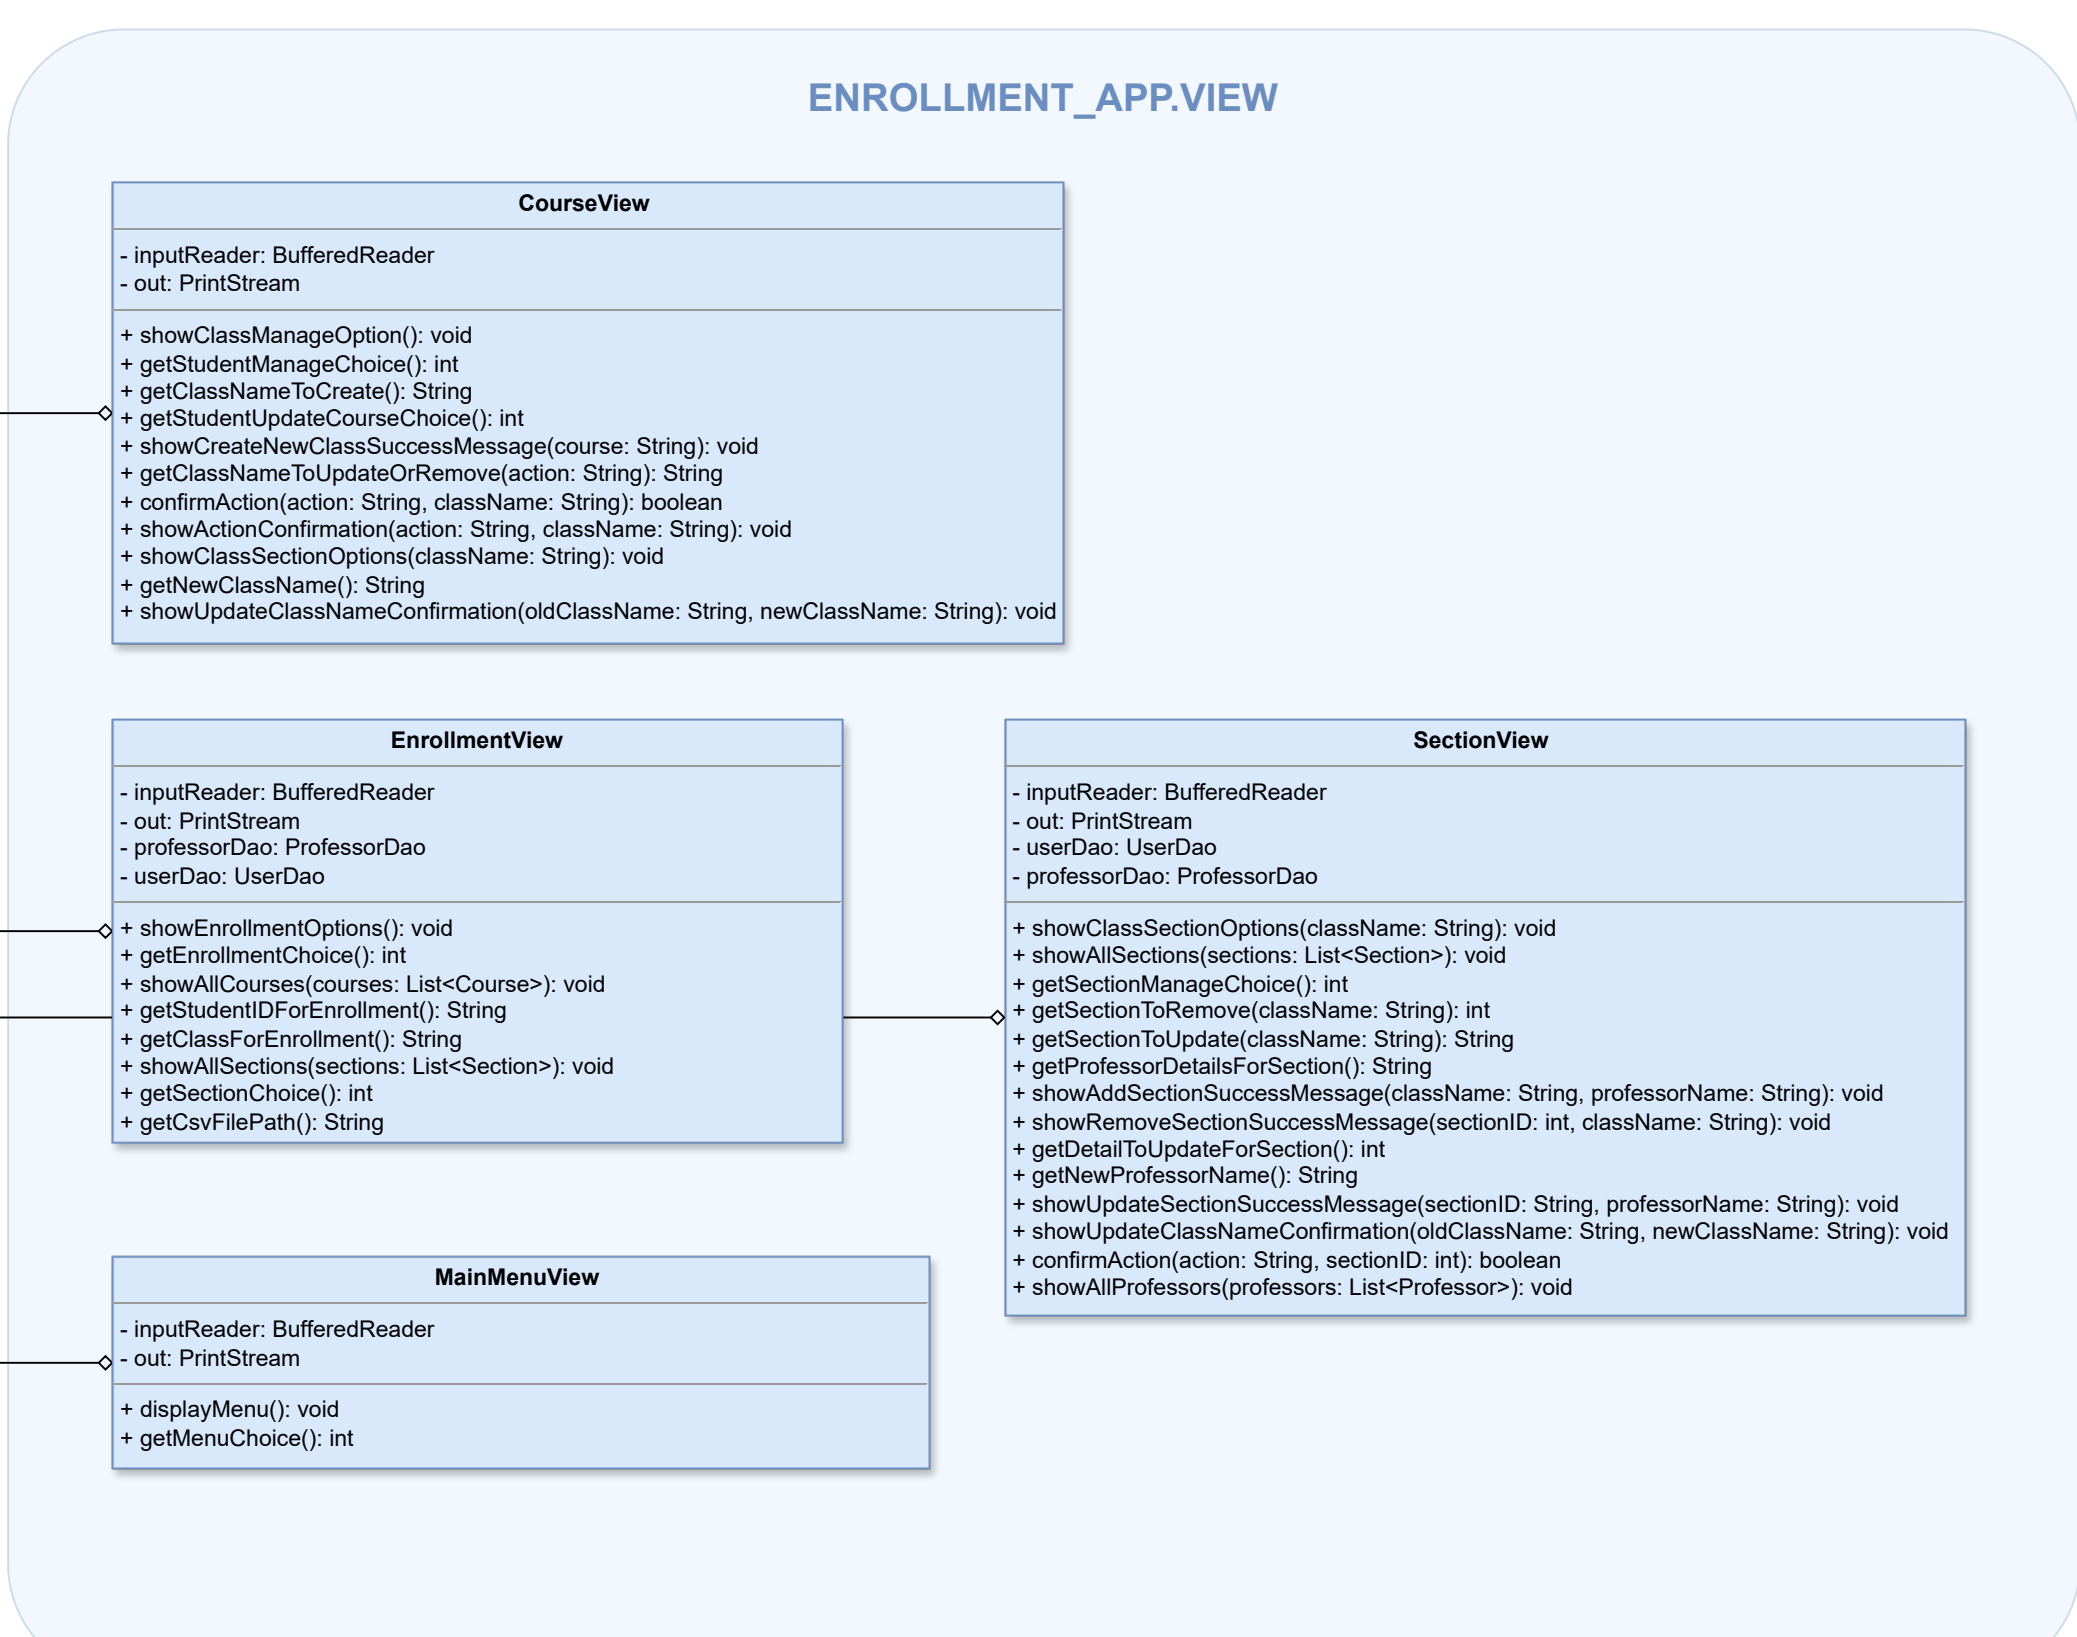 ENROLLMENT_APP.VIEW
CourseView
- inputReader: BufferedReader
- out: PrintStream
+ showClassManageOption(): void
+ getStudentManageChoice(): int
+ getClassNameToCreate(): String
+ getStudentUpdateCourseChoice(): int
+ showCreateNewClassSuccessMessage(course: String): void
+ getClassNameToUpdateOrRemove(action: String): String
+ confirmAction(action: String, className: String): boolean
+ showActionConfirmation(action: String, className: String): void
+ showClassSectionOptions(className: String): void
+ getNewClassName(): String
+ showUpdateClassNameConfirmation(oldClassName: String, newClassName: String): void
EnrollmentView
- inputReader: BufferedReader
- out: PrintStream
- professorDao: ProfessorDao
- userDao: UserDao
+ showEnrollmentOptions(): void
+ getEnrollmentChoice(): int
+ showAllCourses(courses: List<Course>): void
+ getStudentIDForEnrollment(): String
+ getClassForEnrollment(): String
+ showAllSections(sections: List<Section>): void
+ getSectionChoice(): int
+ getCsvFilePath(): String
SectionView
- inputReader: BufferedReader
- out: PrintStream
- userDao: UserDao
- professorDao: ProfessorDao
+ showClassSectionOptions(className: String): void
+ showAllSections(sections: List<Section>): void
+ getSectionManageChoice(): int
+ getSectionToRemove(className: String): int
+ getSectionToUpdate(className: String): String
+ getProfessorDetailsForSection(): String
+ showAddSectionSuccessMessage(className: String, professorName: String): void
+ showRemoveSectionSuccessMessage(sectionID: int, className: String): void
+ getDetailToUpdateForSection(): int
+ getNewProfessorName(): String
+ showUpdateSectionSuccessMessage(sectionID: String, professorName: String): void
+ showUpdateClassNameConfirmation(oldClassName: String, newClassName: String): void
+ confirmAction(action: String, sectionID: int): boolean
+ showAllProfessors(professors: List<Professor>): void
MainMenuView
- inputReader: BufferedReader
- out: PrintStream
+ displayMenu(): void
+ getMenuChoice(): int